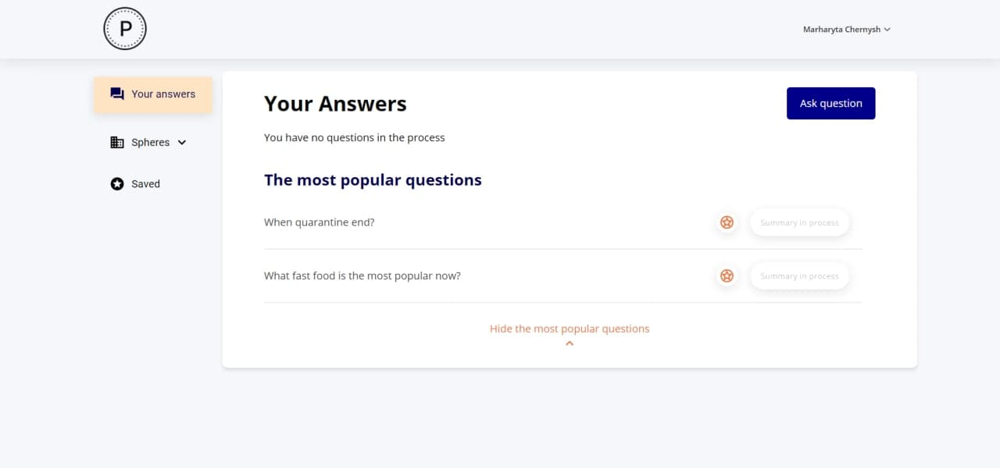 P
Marharyta Chernysh
Your answers
Spheres
Saved
Your Answers
Ask question
You have no questions in the process
The most popular questions
When quarantine end?
Summary in process
What fast food is the most popular now?
Summary in process
Hide the most popular questions